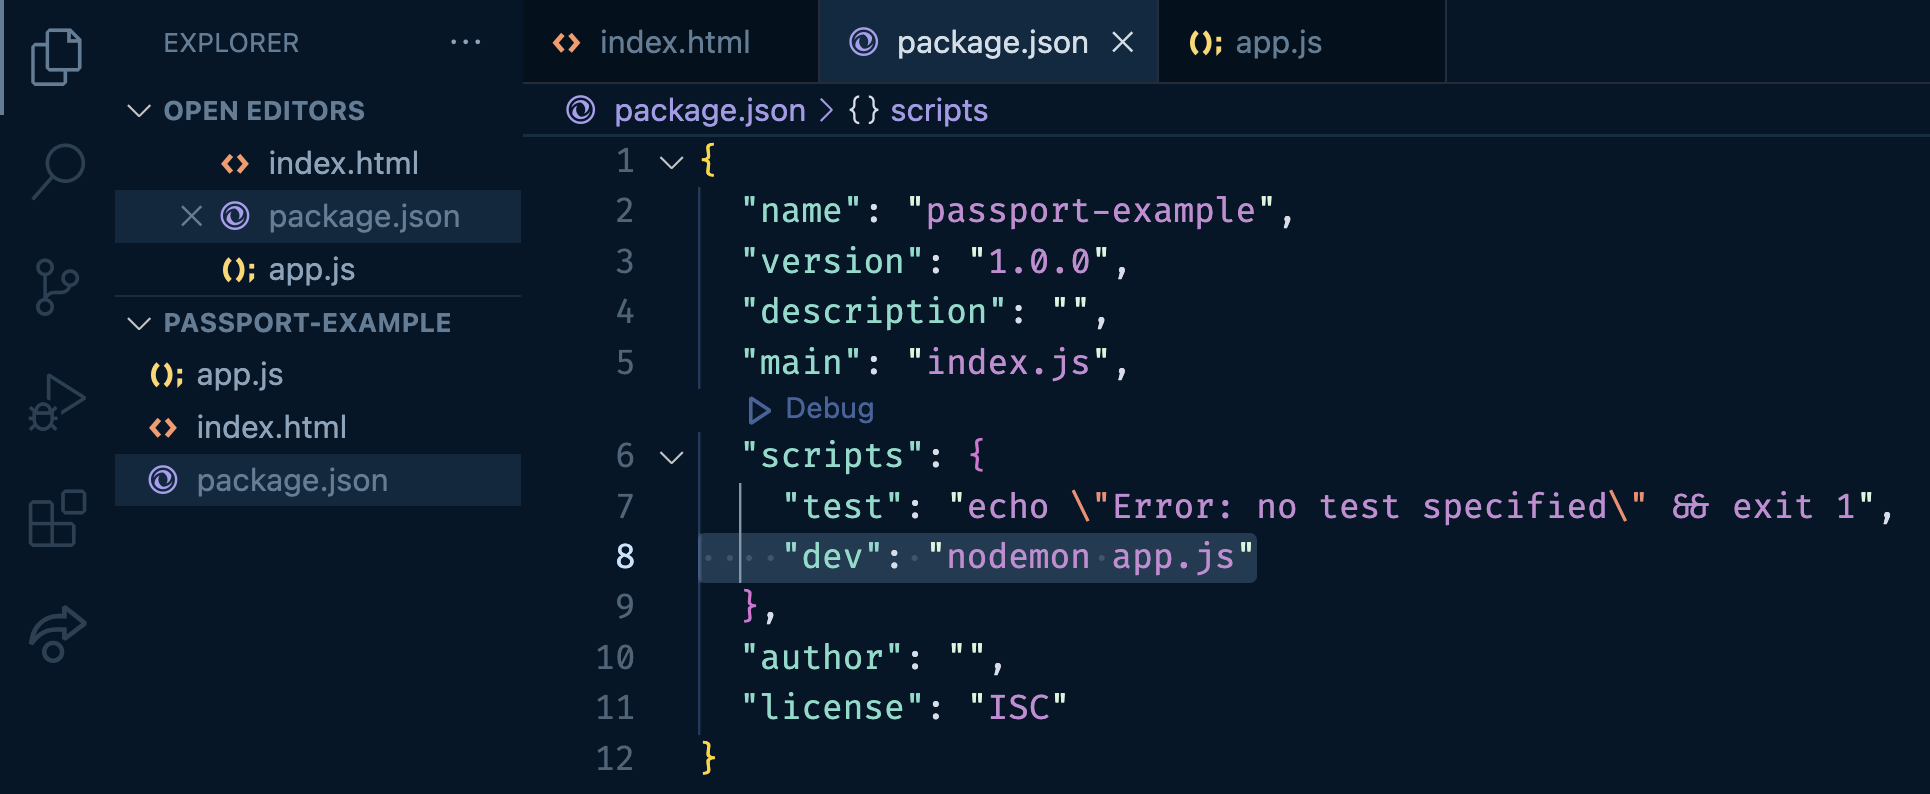 EXPLORER ···
OPEN EDITORS
index.html
package.json
app.js
PASSPORT-EXAMPLE
app.js
index.html
package.json
index.html package.json app.js
package.json > {} scripts
1 {
2 "name": "passport-example",
3 "version": "1.0.0",
4 "description": "",
5 "main": "index.js",
Debug
6 "scripts": {
7 "test": "echo \"Error: no test specified\" && exit 1",
8 "dev": "nodemon app.js"
9 },
10 "author": "",
11 "license": "ISC"
12 }